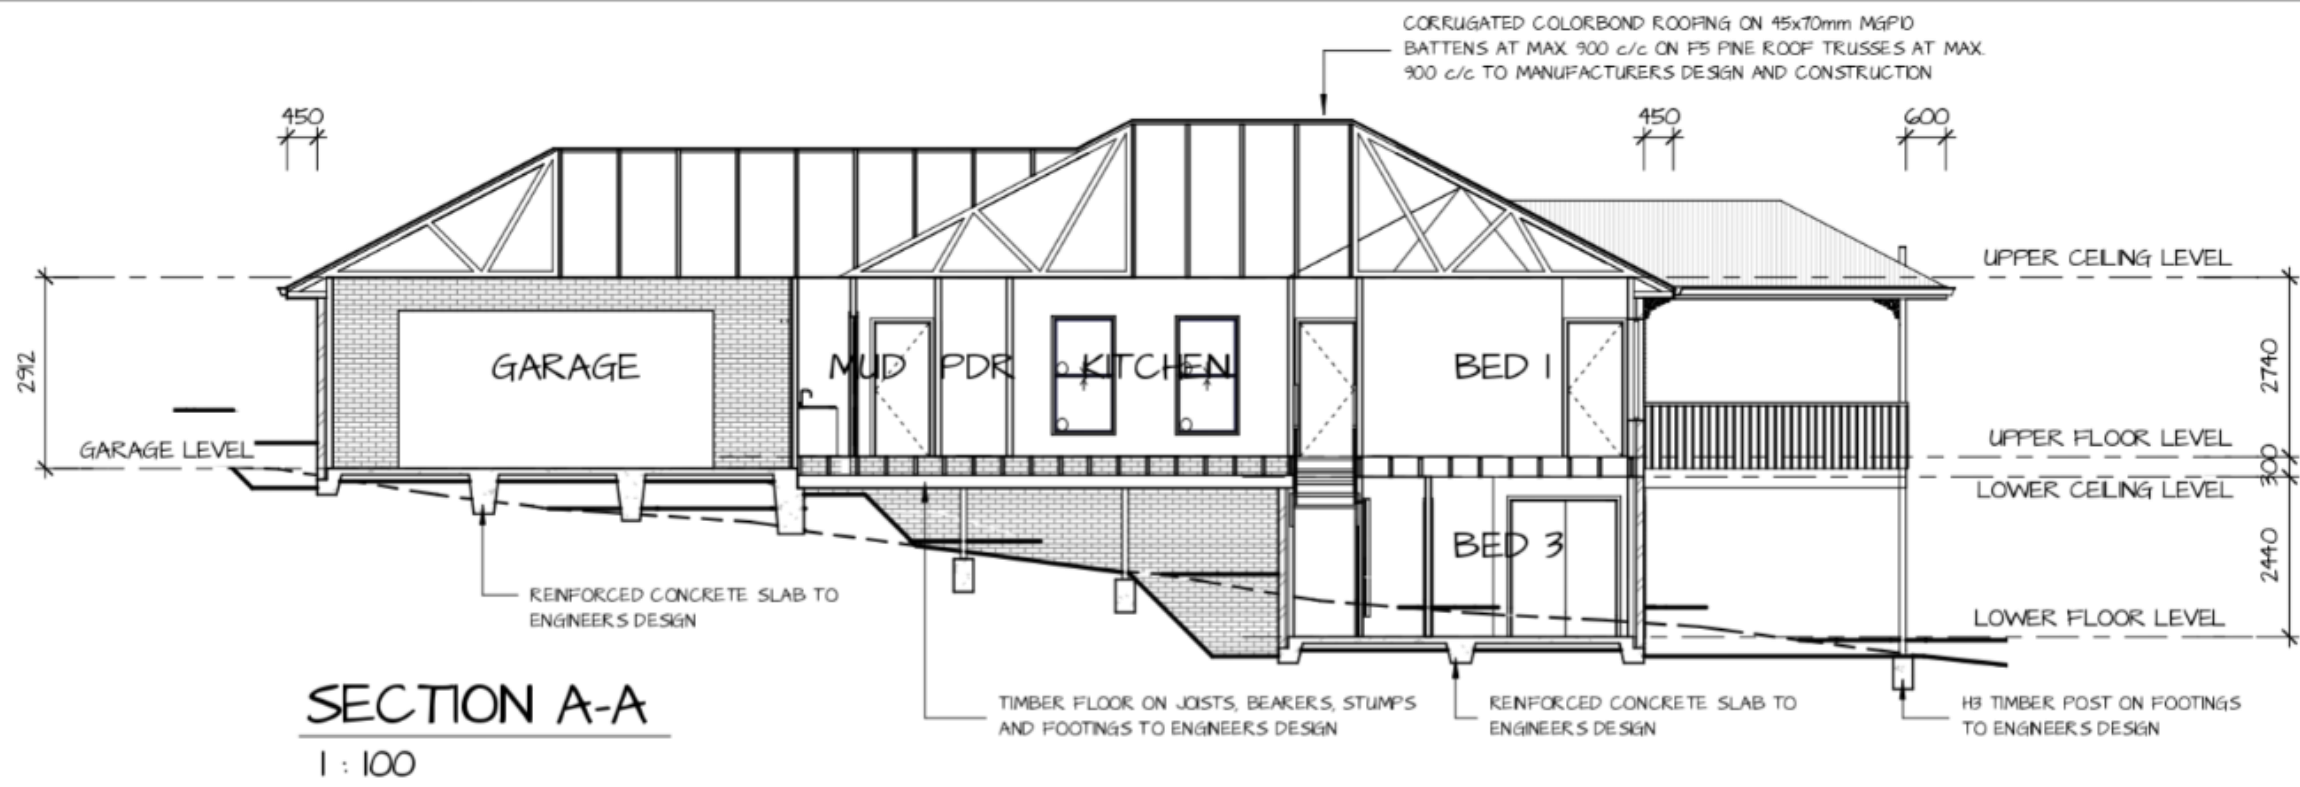 CORRUGATED COLORBOND ROOFING ON 45x70mm MGP10
BATTENS AT MAX 900 c/c ON F5 PINE ROOF TRUSSES AT MAX.
900 c/c TO MANUFACTURERS DESIGN AND CONSTRUCTION
450
450
600
UPPER CEILING LEVEL
2912
GARAGE
MUD
PDR
KITCHEN
BED 1
2740
GARAGE LEVEL
UPPER FLOOR LEVEL
300
LOWER CEILING LEVEL
BED 3
2440
REINFORCED CONCRETE SLAB TO
ENGINEERS DESIGN
LOWER FLOOR LEVEL
SECTION A-A
1 : 100
TIMBER FLOOR ON JOISTS, BEARERS, STUMPS
AND FOOTINGS TO ENGINEERS DESIGN
REINFORCED CONCRETE SLAB TO
ENGINEERS DESIGN
H3 TIMBER POST ON FOOTINGS
TO ENGINEERS DESIGN